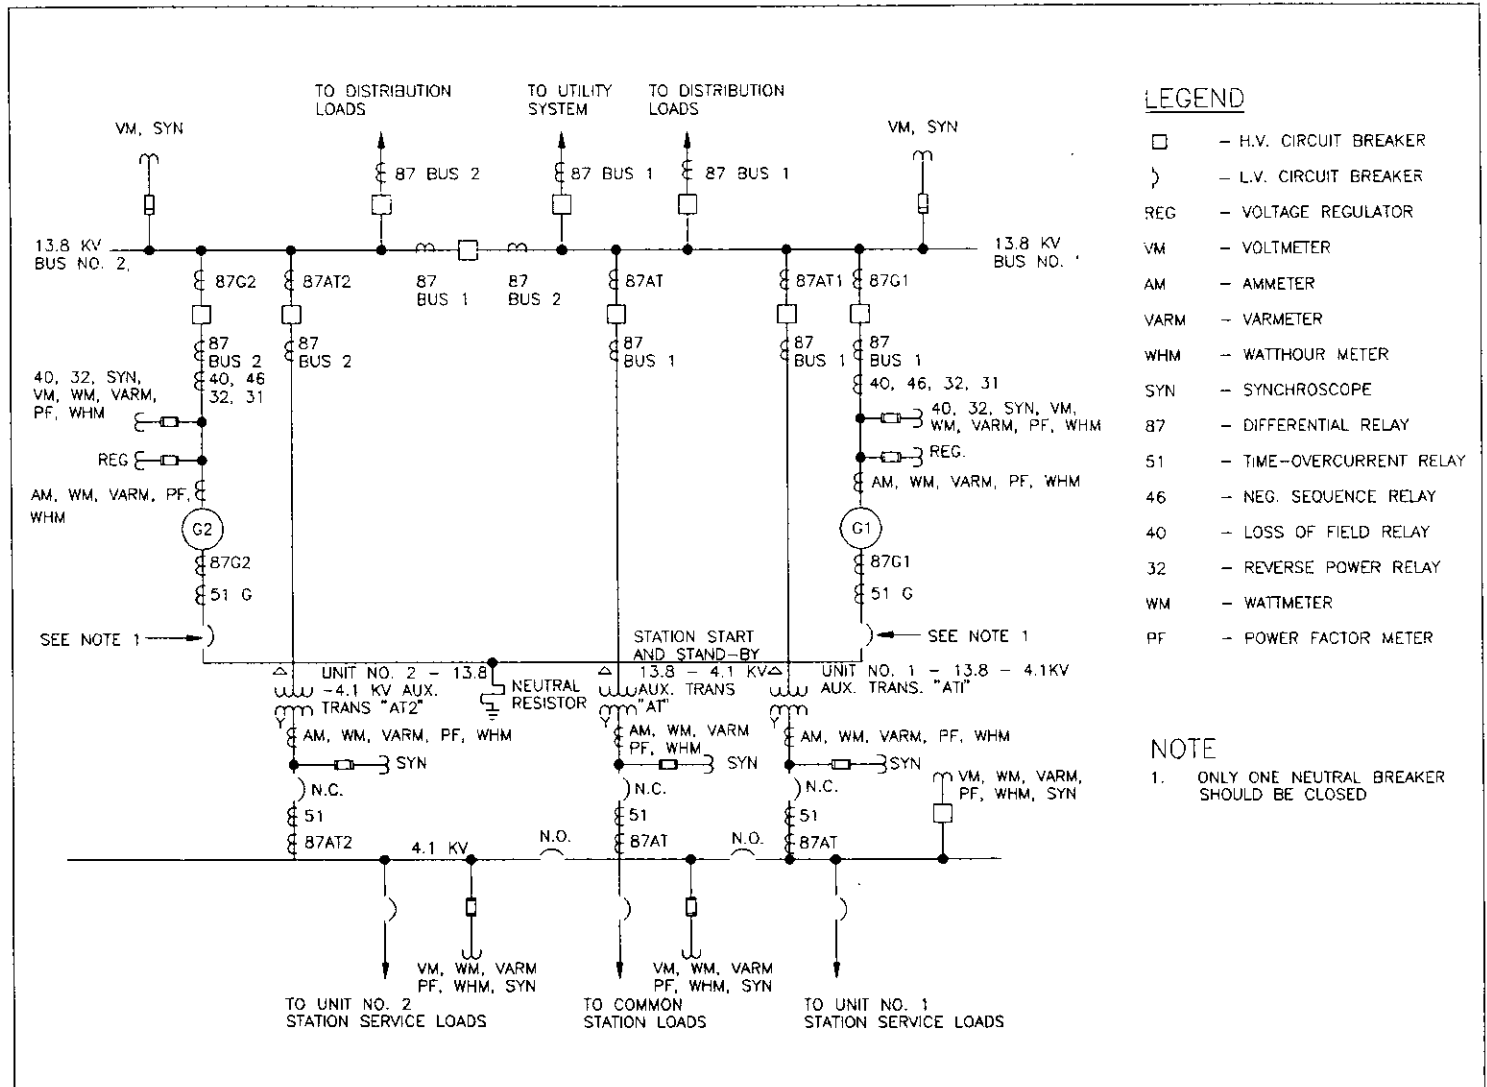 TO DISTRIBUTION
LOADS
TO UTILITY
SYSTEM
TO DISTRIBUTION
LOADS
VM, SYN
VM, SYN
87 BUS 2
87 BUS 1
87 BUS 1
13.8 KV
BUS NO. 2,
13.8 KV
BUS NO.
87G2
87AT2
87
BUS 1
87
BUS 2
87AT
87AT1
87G1
87
BUS 2
87
BUS 2
87
BUS 1
87
BUS 1
87
BUS 1
40, 32, SYN,
VM, WM, VARM,
PF, WHM
40, 46
32, 31
40, 46, 32, 31
40, 32, SYN, VM,
WM, VARM, PF, WHM
REG
REG.
AM, WM, VARM, PF,
WHM
AM, WM, VARM, PF, WHM
G2
G1
87G2
87G1
51 G
51 G
SEE NOTE 1
SEE NOTE 1
UNIT NO. 2 – 13.8
–4.1 KV AUX.
TRANS "AT2"
NEUTRAL
RESISTOR
STATION START
AND STAND–BY
13.8 – 4.1 KV
AUX. TRANS
"AT"
UNIT NO. 1 – 13.8 – 4.1KV
AUX. TRANS. "AT1"
Y
Y
Y
AM, WM, VARM, PF, WHM
AM, WM, VARM
PF, WHM
AM, WM, VARM, PF, WHM
SYN
SYN
SYN
N.C.
N.C.
N.C.
VM, WM, VARM,
PF, WHM, SYN
51
51
51
87AT2
87AT
87AT
4.1 KV
N.O.
N.O.
VM, WM, VARM
PF, WHM, SYN
VM, WM, VARM
PF, WHM, SYN
TO UNIT NO. 2
STATION SERVICE LOADS
TO COMMON
STATION LOADS
TO UNIT NO. 1
STATION SERVICE LOADS
LEGEND
– H.V. CIRCUIT BREAKER
– L.V. CIRCUIT BREAKER
REG – VOLTAGE REGULATOR
VM – VOLTMETER
AM – AMMETER
VARM – VARMETER
WHM – WATTHOUR METER
SYN – SYNCHROSCOPE
87 – DIFFERENTIAL RELAY
51 – TIME–OVERCURRENT RELAY
46 – NEG. SEQUENCE RELAY
40 – LOSS OF FIELD RELAY
32 – REVERSE POWER RELAY
WM – WATTMETER
PF – POWER FACTOR METER
NOTE
1. ONLY ONE NEUTRAL BREAKER
SHOULD BE CLOSED